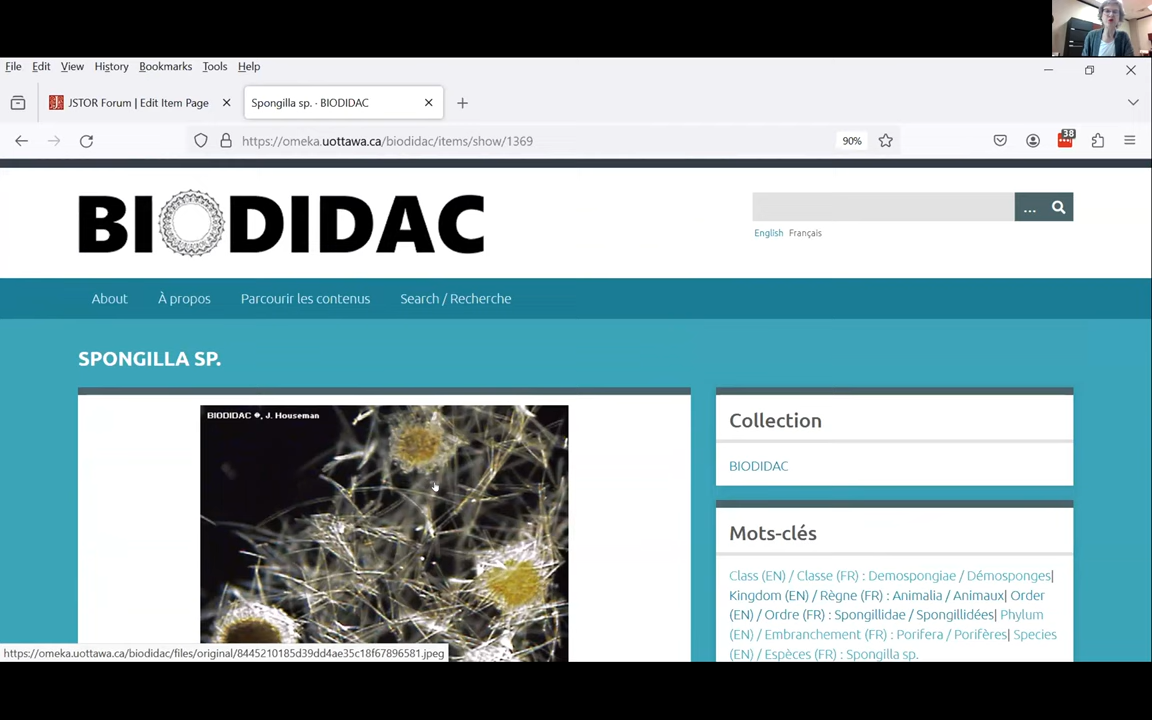 File Edit View History Bookmarks Tools Help
JSTOR Forum | Edit Item Page
Spongilla sp. · BIODIDAC
https://omeka.uottawa.ca/biodidac/items/show/1369
90%
38
BIODIDAC
...
English Français
About À propos Parcourir les contenus Search / Recherche
SPONGILLA SP.
BIODIDAC ©, J. Houseman
Collection
BIODIDAC
Mots-clés
Class (EN) / Classe (FR) : Demospongiae / Démosponges|
Kingdom (EN) / Règne (FR) : Animalia / Animaux| Order
(EN) / Ordre (FR) : Spongillidae / Spongillidés| Phylum
(EN) / Embranchement (FR) : Porifera / Porifères| Species
(EN) / Espèces (FR) : Spongilla sp.
https://omeka.uottawa.ca/biodidac/files/original/8445210185d39dd4ae35c18f67896581.jpeg